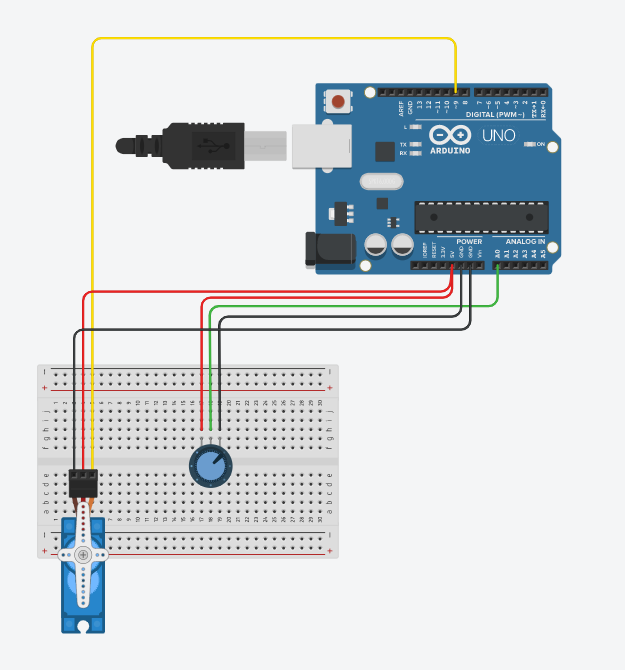 AREF
GND
13
12
~11
~10
~9
8
7
~6
~5
4
~3
2
TX→1
RX←0
DIGITAL (PWM~)
L
TX
RX
ARDUINO
UNO
ON
POWER
ANALOG IN
IOREF
RESET
3.3V
5V
GND
GND
Vin
A0
A1
A2
A3
A4
A5